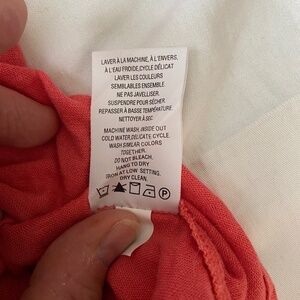 LAVER À LA MACHINE, À L'ENVERS,
À L'EAU FROIDE, CYCLE DÉLICAT
LAVER LES COULEURS
SEMBLABLES ENSEMBLE.
NE PAS JAVELLISER.
SUSPENDRE POUR SÉCHER
REPASSER À BASSE TEMPÉRATURE.
NETTOYER À SEC
MACHINE WASH, INSIDE OUT
COLD WATER, DELICATE CYCLE.
WASH SIMILAR COLORS
TOGETHER.
DO NOT BLEACH.
HANG TO DRY
IRON AT LOW SETTING.
DRY CLEAN.
P